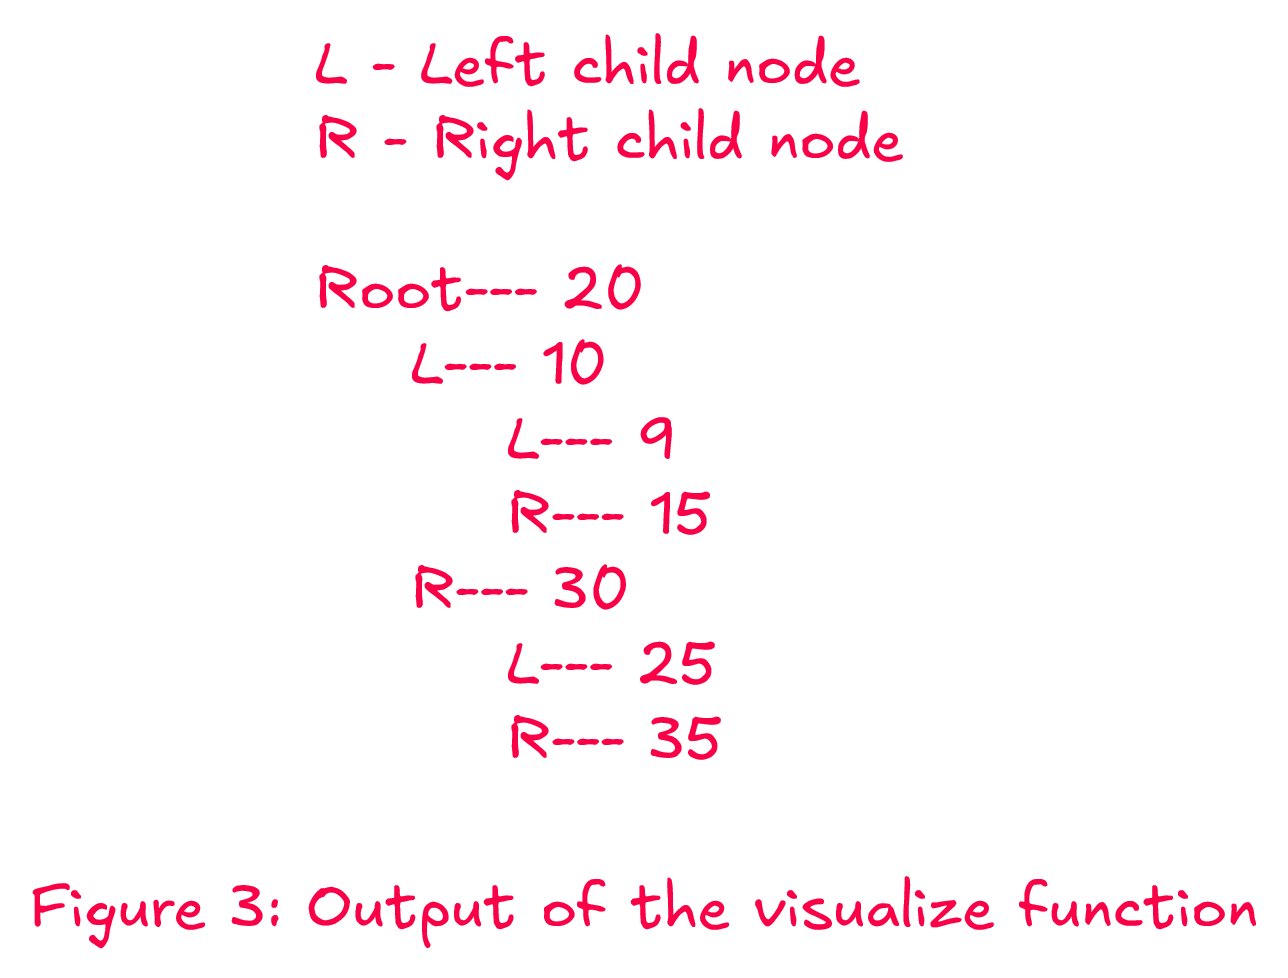 L - Left child node
R - Right child node
Root--- 20
L--- 10
L--- 9
R--- 15
R--- 30
L--- 25
R--- 35
Figure 3: Output of the visualize function